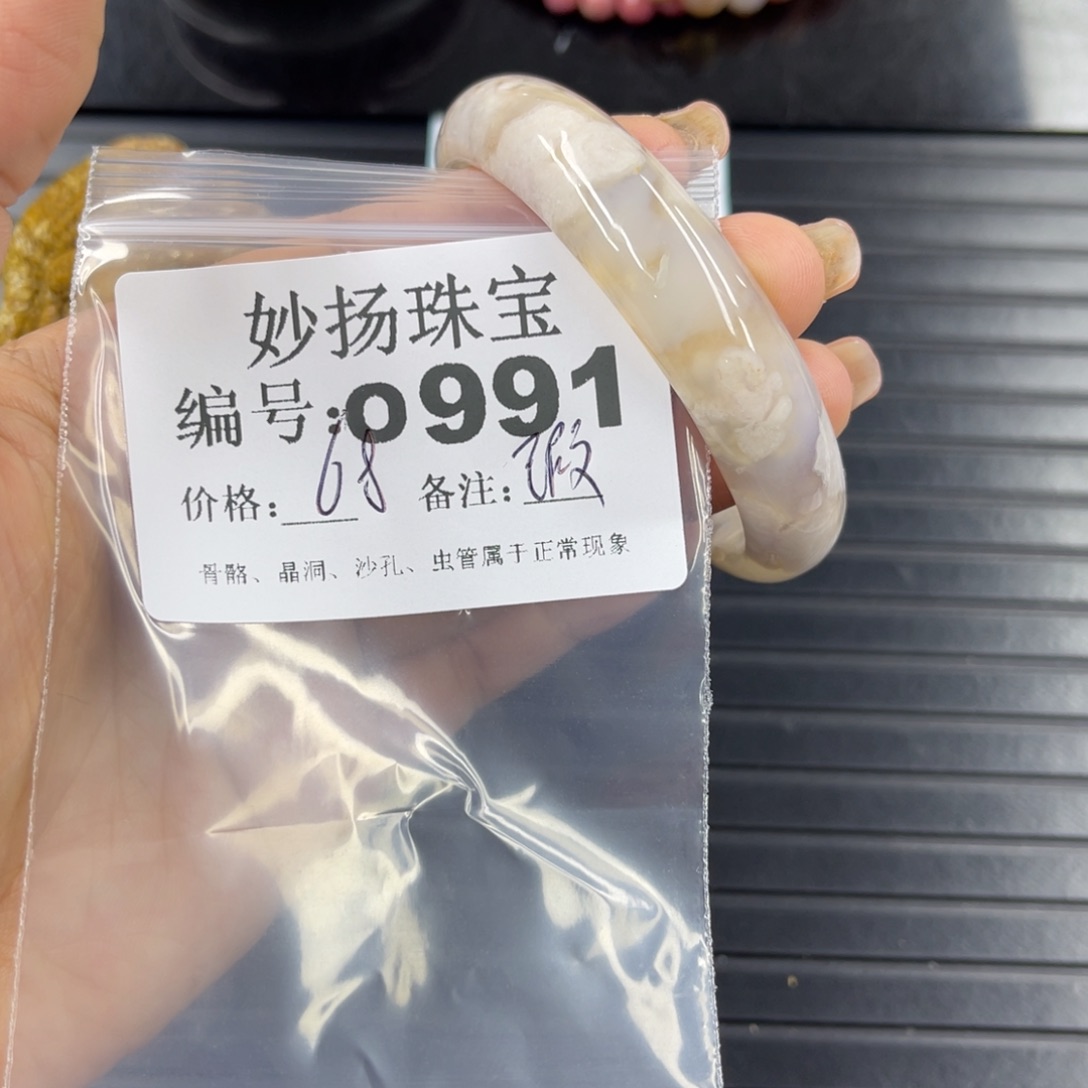 妙扬珠宝
编号:0991
价格:68 备注:瑕
骨骼、晶洞、沙孔、虫管属于正常现象